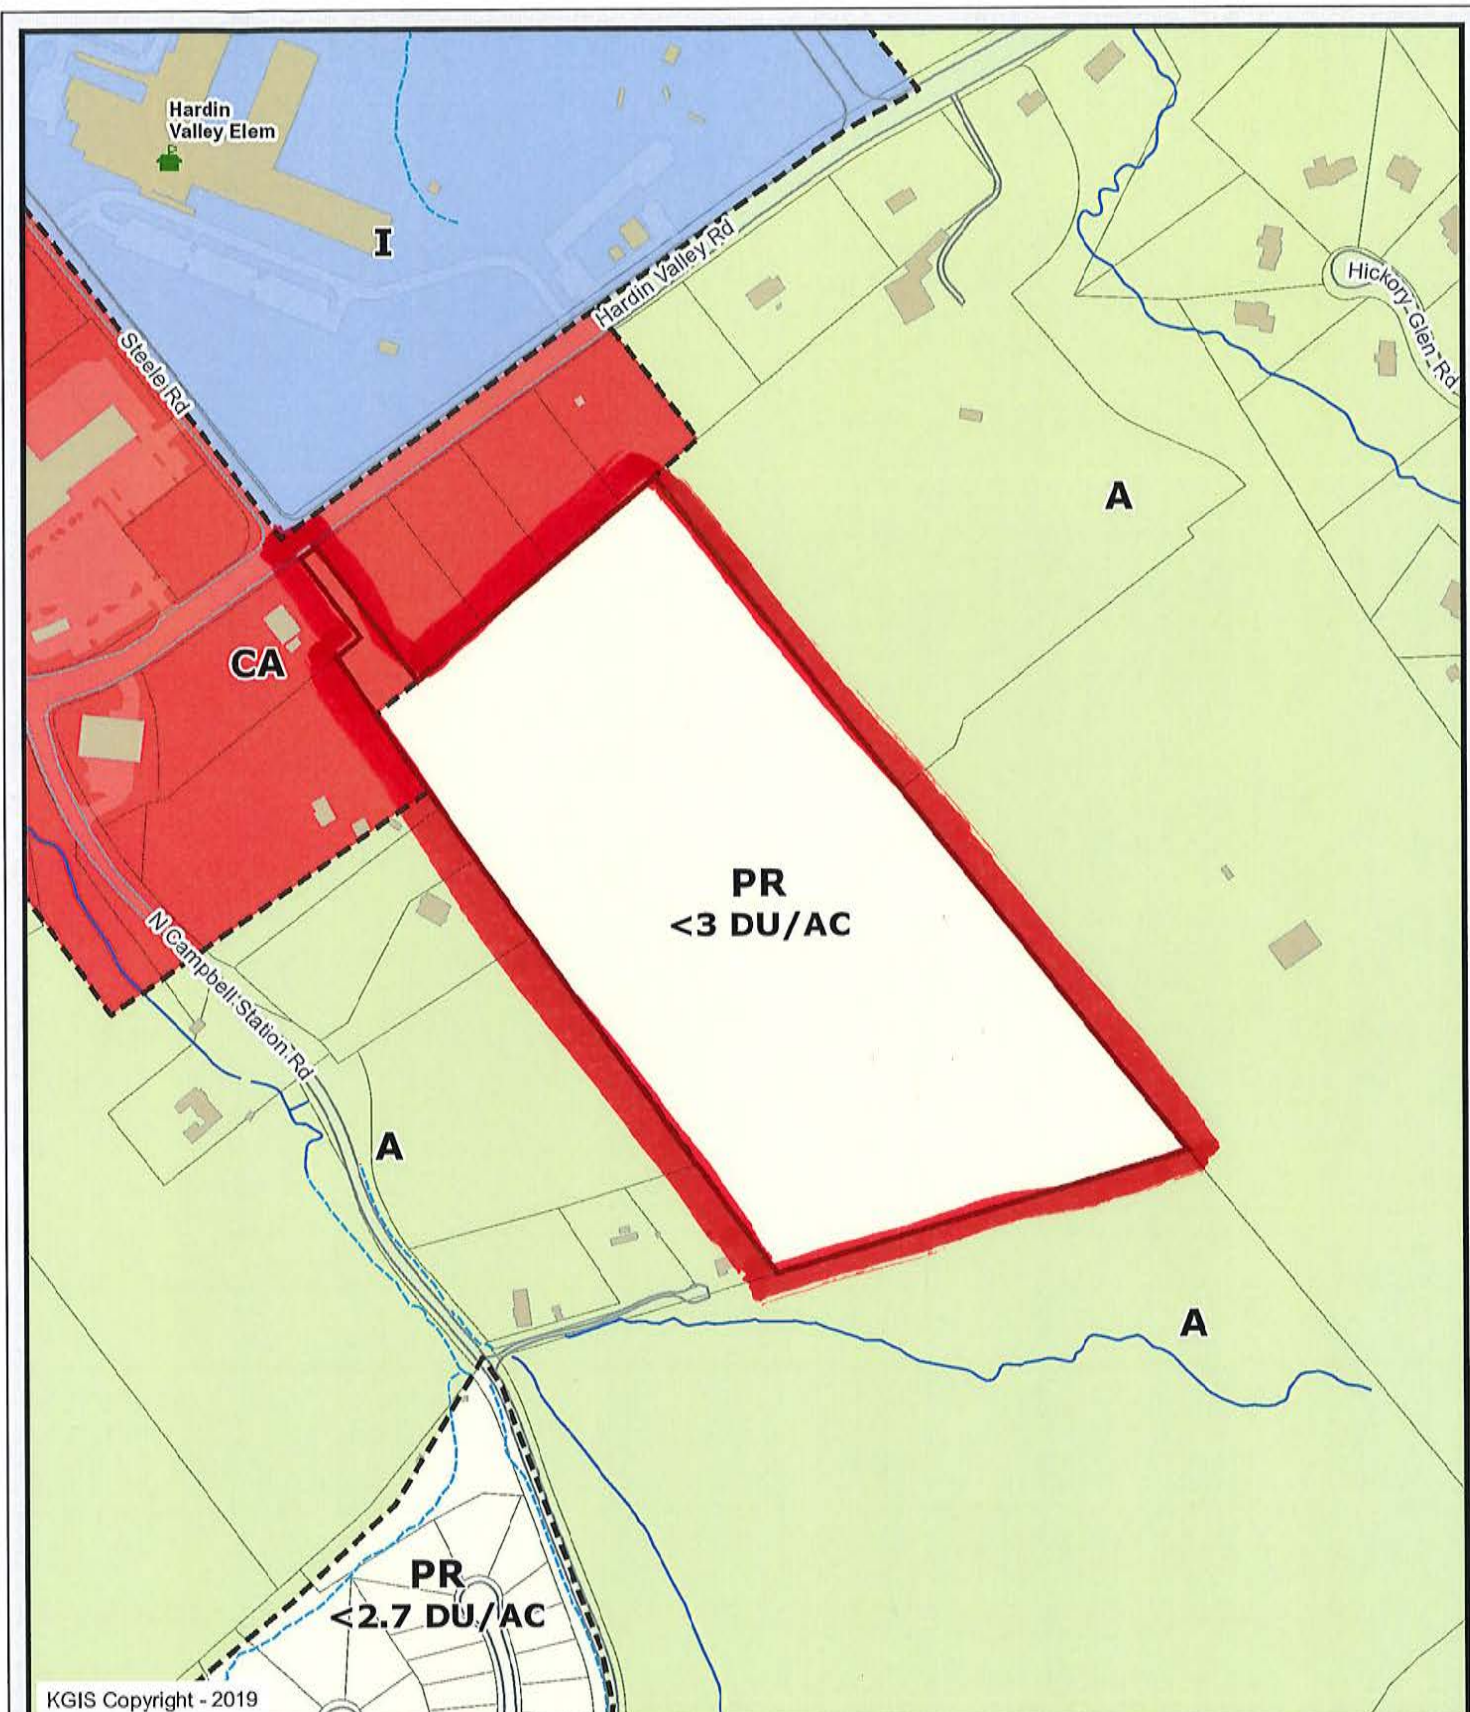 Hardin
Valley Elem
I
Hardin Valley Rd
Hickory Glen Rd
Steele Rd
A
CA
PR
<3 DU/AC
N Campbell Station Rd
A
A
PR
<2.7 DU/AC
KGIS Copyright - 2019